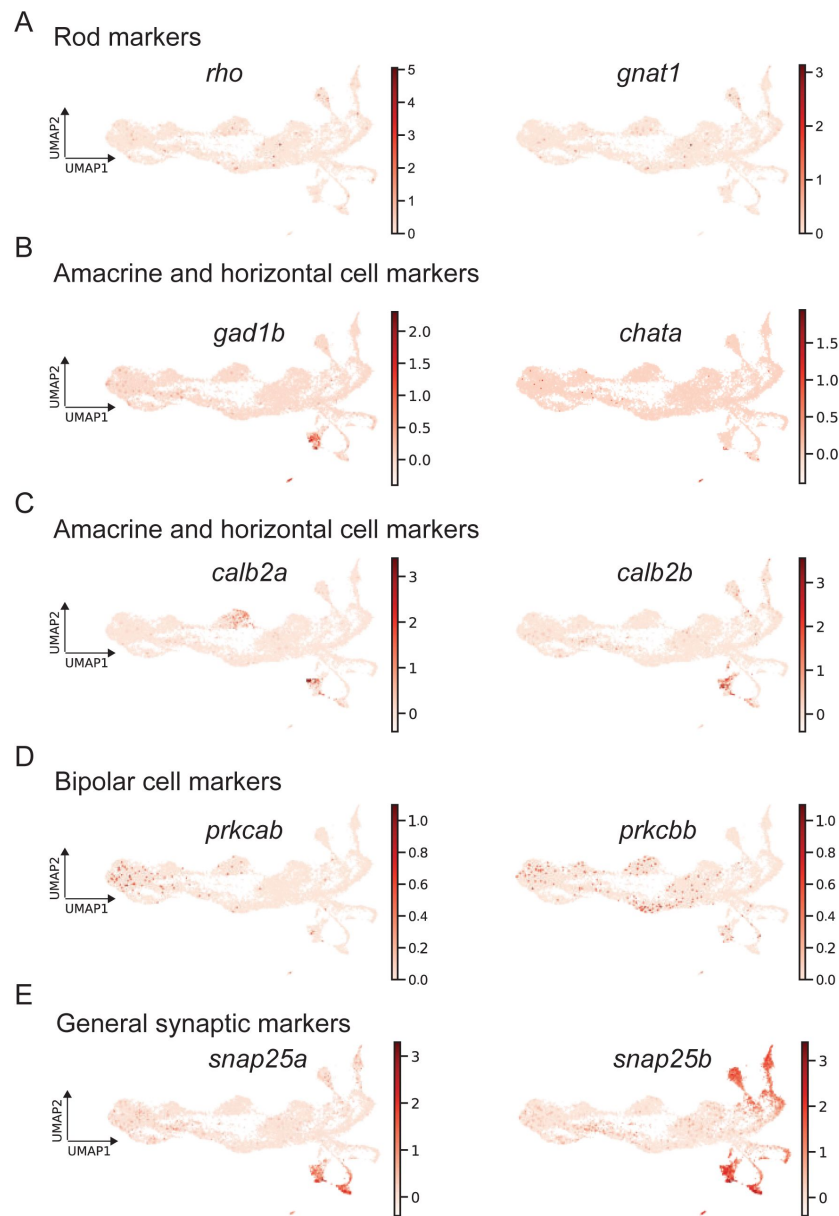 A
Rod markers
rho
gnat1
UMAP2
UMAP1
5
4
3
2
1
0
3
2
1
0
B
Amacrine and horizontal cell markers
gad1b
chata
UMAP2
UMAP1
2.0
1.5
1.0
0.5
0.0
1.5
1.0
0.5
0.0
C
Amacrine and horizontal cell markers
calb2a
calb2b
UMAP2
UMAP1
3
2
1
0
3
2
1
0
D
Bipolar cell markers
prkcab
prkcbb
UMAP2
UMAP1
1.0
0.8
0.6
0.4
0.2
0.0
1.0
0.8
0.6
0.4
0.2
0.0
E
General synaptic markers
snap25a
snap25b
UMAP2
UMAP1
3
2
1
0
3
2
1
0